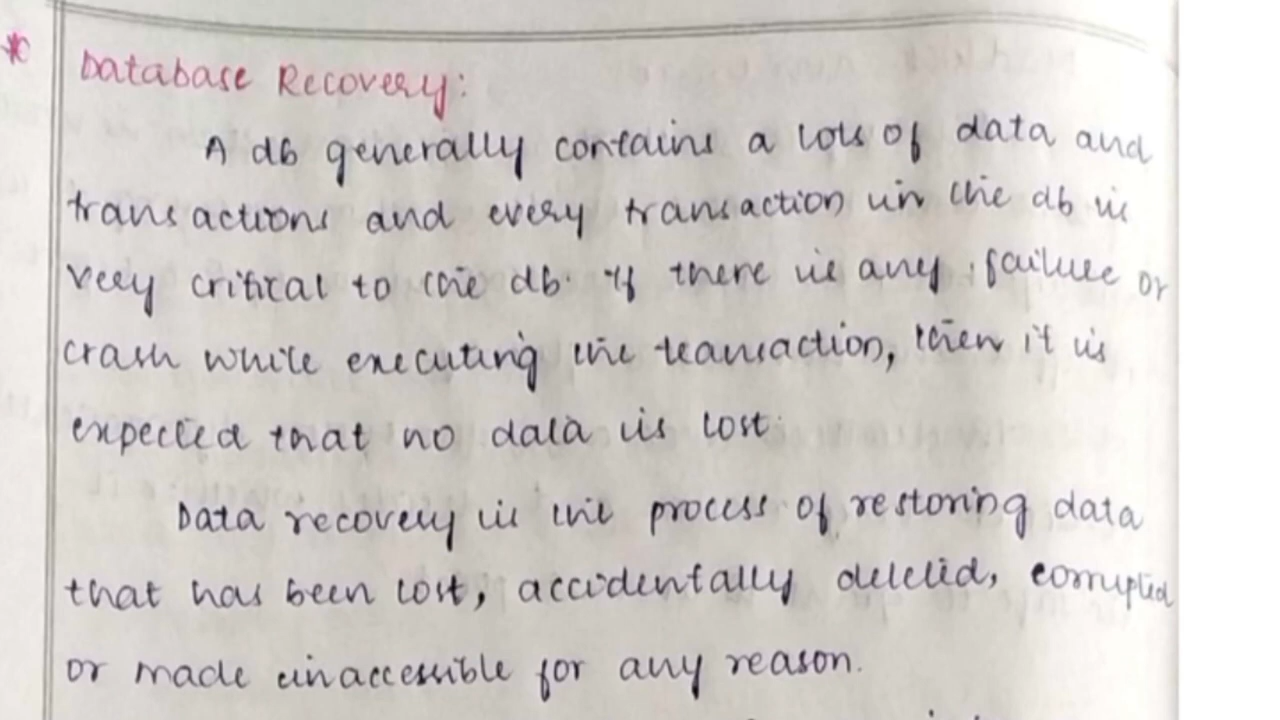 * Database Recovery:
A db generally contains a lots of data and
transactions and every transaction in the db is
very critical to the db. If there is any failure or
crash while executing the transaction, then it is
expected that no data is lost.
Data recovery is the process of restoring data
that has been lost, accidentally deleted, corrupted
or made inaccessible for any reason.